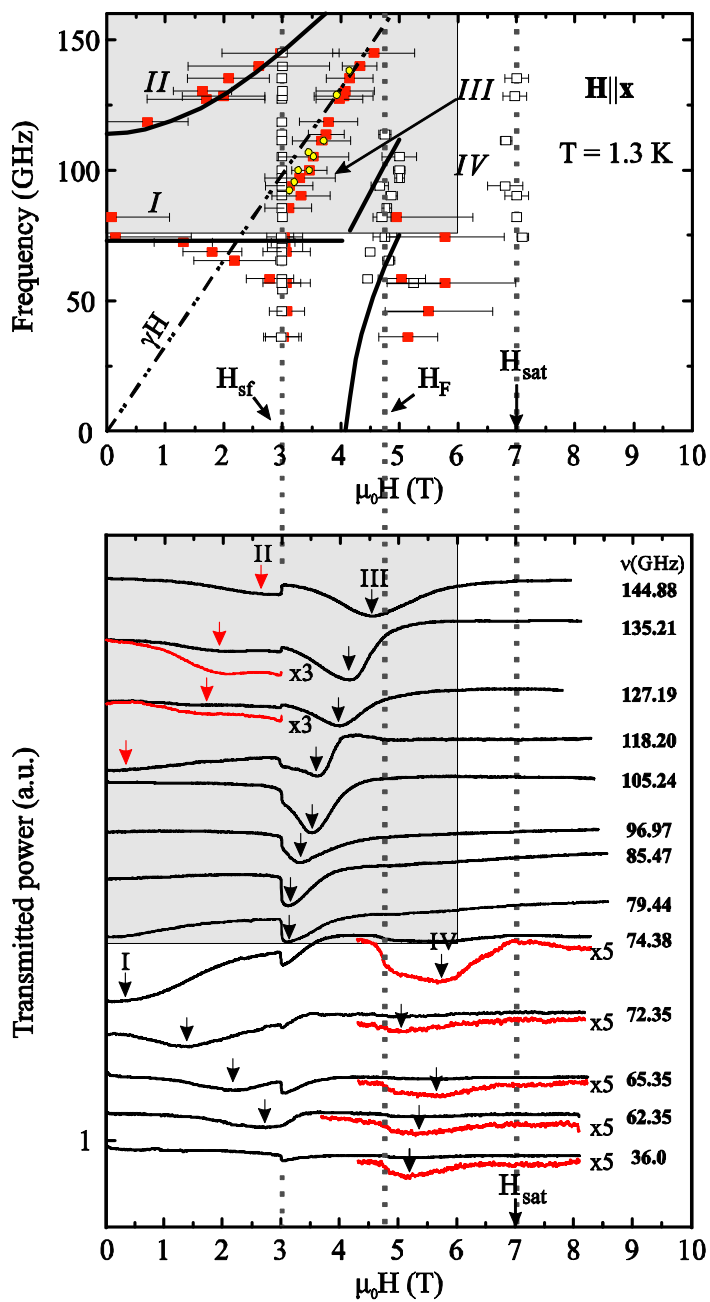 150
100
50
0
Frequency (GHz)
II
I
III
IV
H||x
T = 1.3 K
γH
H_sf
H_F
H_sat
0 1 2 3 4 5 6 7 8 9 10
μ₀H (T)
II
III
ν(GHz)
144.88
135.21
x3
127.19
x3
118.20
105.24
96.97
85.47
79.44
74.38
I
IV
x5
72.35
x5
65.35
x5
62.35
x5
36.0
x5
1
H_sat
Transmitted power (a.u.)
0 1 2 3 4 5 6 7 8 9 10
μ₀H (T)